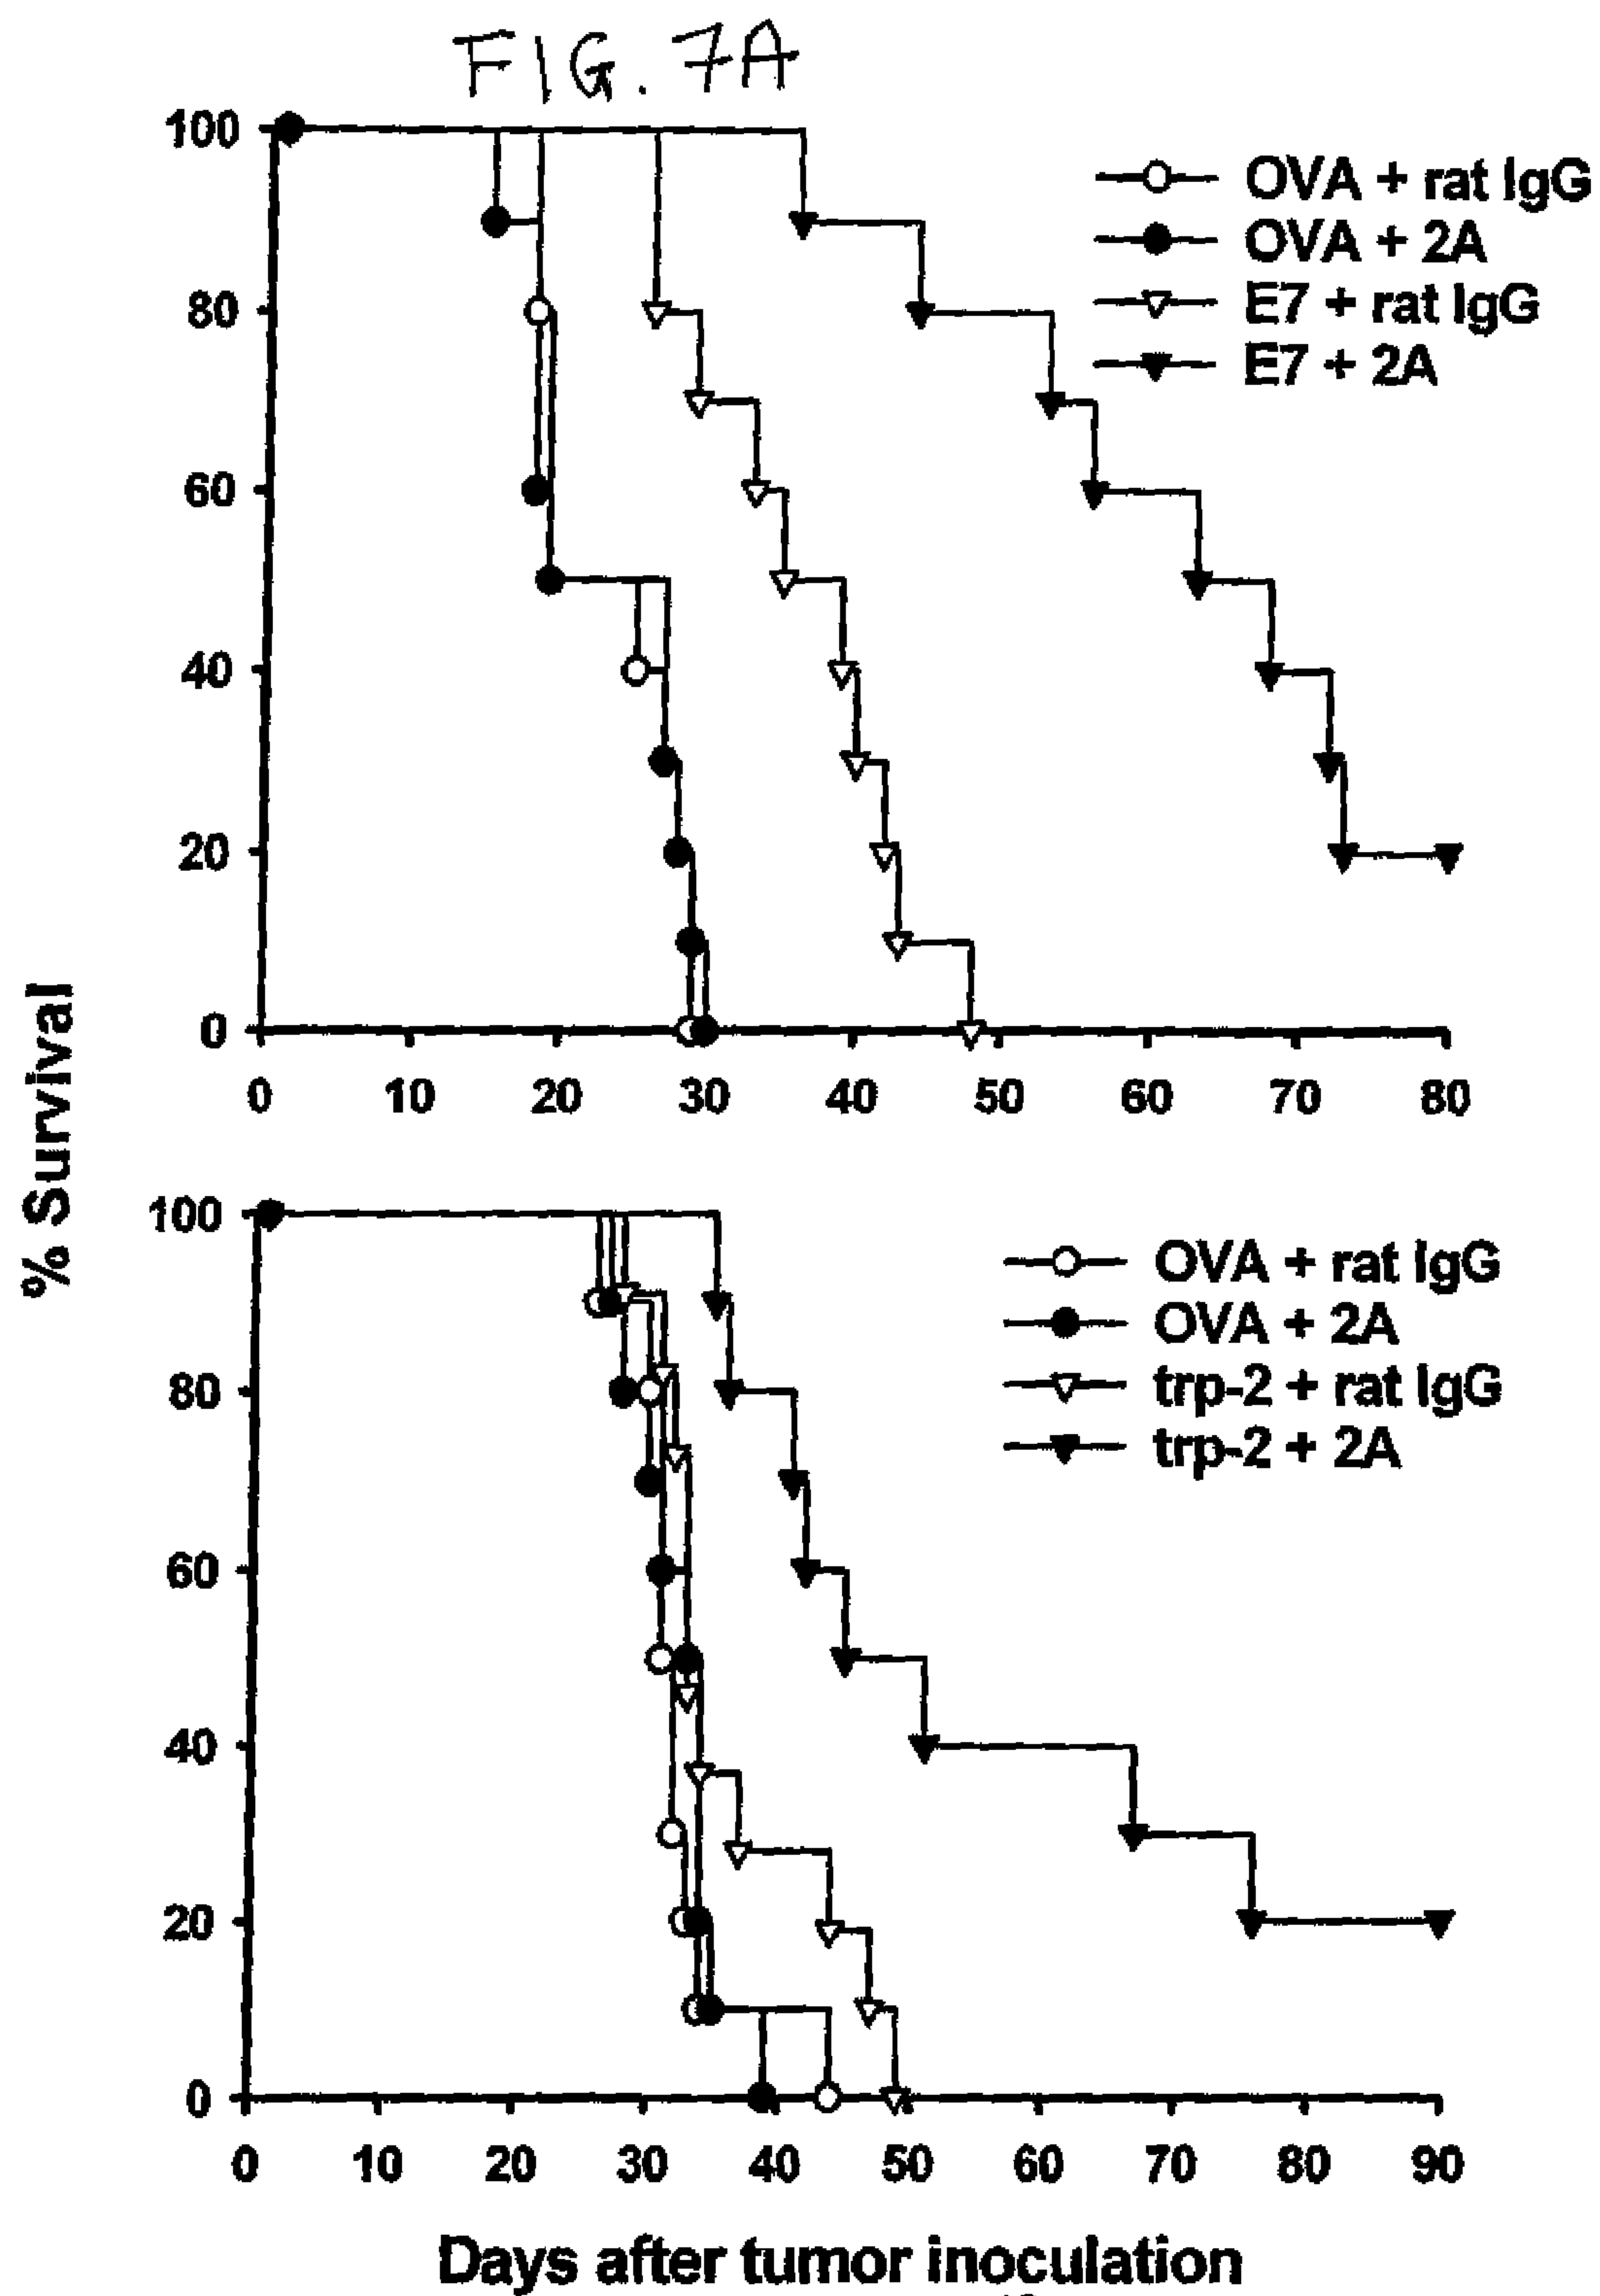 FIG. 7A
100
80
60
40
20
0
0 10 20 30 40 50 60 70 80
OVA + rat IgG
OVA + 2A
E7 + rat IgG
E7 + 2A
% Survival
100
80
60
40
20
0
0 10 20 30 40 50 60 70 80 90
OVA + rat IgG
OVA + 2A
trp-2 + rat IgG
trp-2 + 2A
Days after tumor inoculation